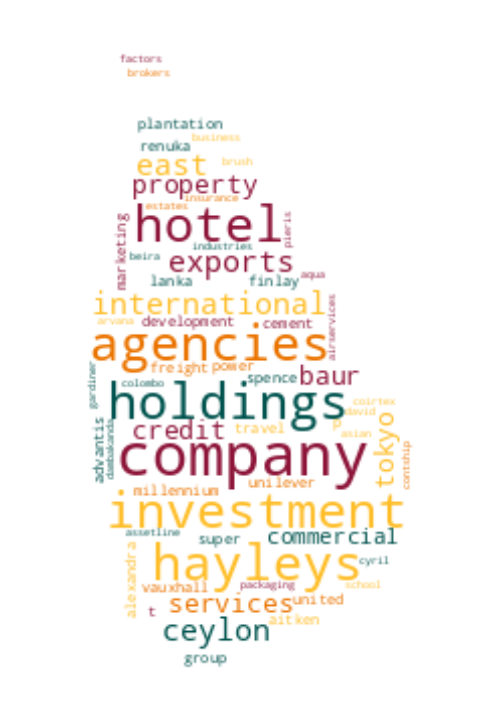 factors
brokers
plantation
business
renuka
east
brush
property
insurance
estates
marketing
hotel
pieris
industries
beira
exports
aqua
lanka
finlay
international
airservices
arvana
development
cement
agencies
freight
power
gardiner
colombo
spence
baur
holdings
coirtex
david
advantis
dambakanda
credit
travel
p
asian
tokyo
contship
company
unilever
millennium
investment
assetline
super
commercial
alexandra
hayleys
cyril
vauxhall
packaging
school
t
services
united
ceylon
aitken
group